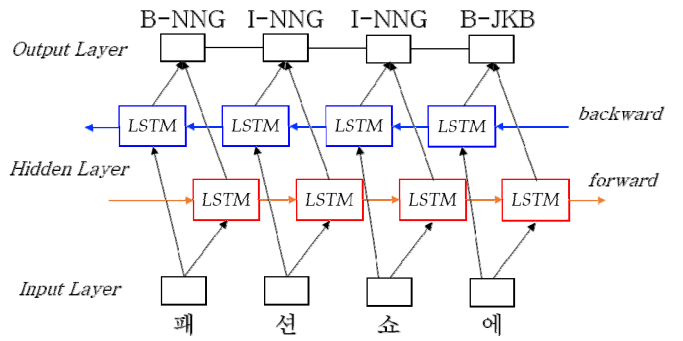 B-NNG I-NNG I-NNG B-JKB
Output Layer
LSTM LSTM LSTM LSTM backward
Hidden Layer
LSTM LSTM LSTM LSTM forward
Input Layer
패 션 쇼 에